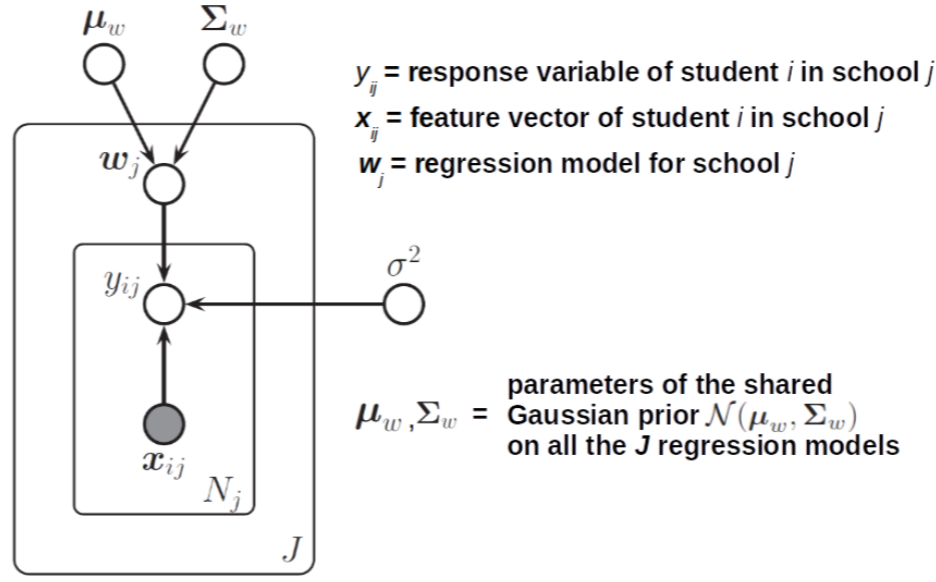 μ_w Σ_w
y_ij = response variable of student i in school j
x_ij = feature vector of student i in school j
w_j = regression model for school j
w_j
y_ij
σ²
x_ij
N_j
J
μ_w,Σ_w = parameters of the shared
Gaussian prior 𝒩(μ_w, Σ_w)
on all the J regression models